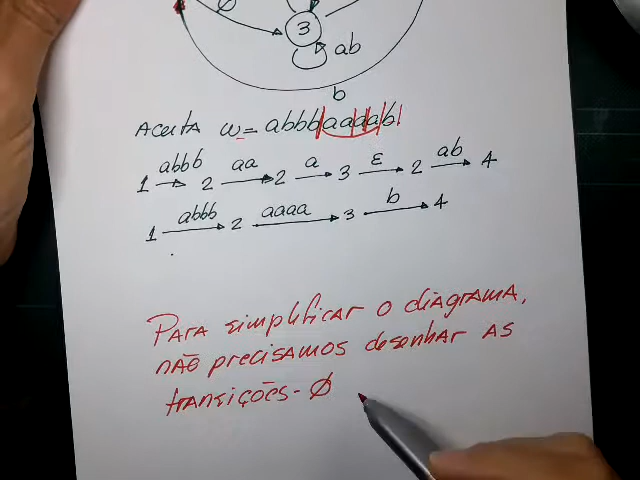 Ø
3
ab
b
Aceita w = abbbaaaaab
1 abbb→ 2 aa→ 2 a→ 3 ε→ 2 ab→ 4
1 abbb→ 2 aaaa→ 3 b→ 4
Para simplificar o diagrama,
não precisamos desenhar as
transições-Ø